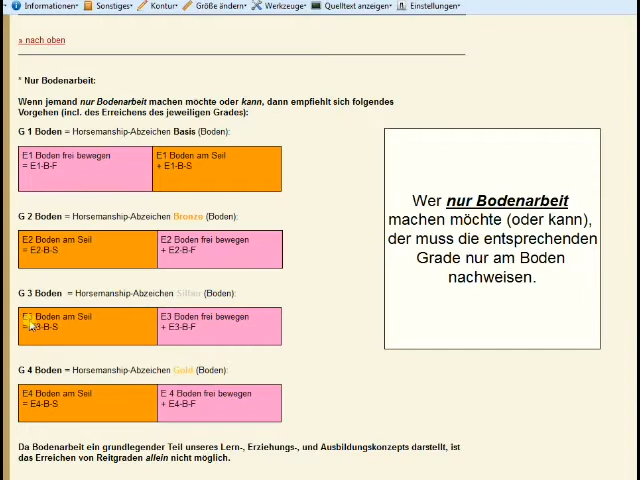 Informationen· Sonstiges· Kontur· Größe ändern· Werkzeuge· Quelltext anzeigen· Einstellungen·
» nach oben
* Nur Bodenarbeit:
Wenn jemand nur Bodenarbeit machen möchte oder kann, dann empfiehlt sich folgendes
Vorgehen (incl. des Erreichens des jeweiligen Grades):
G 1 Boden = Horsemanship-Abzeichen Basis (Boden):
E1 Boden frei bewegen
= E1-B-F
E1 Boden am Seil
+ E1-B-S
G 2 Boden = Horsemanship-Abzeichen Bronze (Boden):
E2 Boden am Seil
= E2-B-S
E2 Boden frei bewegen
+ E2-B-F
G 3 Boden = Horsemanship-Abzeichen Silber (Boden):
E3 Boden am Seil
= E3-B-S
E3 Boden frei bewegen
+ E3-B-F
G 4 Boden = Horsemanship-Abzeichen Gold (Boden):
E4 Boden am Seil
= E4-B-S
E 4 Boden frei bewegen
+ E4-B-F
Da Bodenarbeit ein grundlegender Teil unseres Lern-, Erziehungs-, und Ausbildungskonzepts darstellt, ist
das Erreichen von Reitgraden allein nicht möglich.
Wer nur Bodenarbeit
machen möchte (oder kann),
der muss die entsprechenden
Grade nur am Boden
nachweisen.